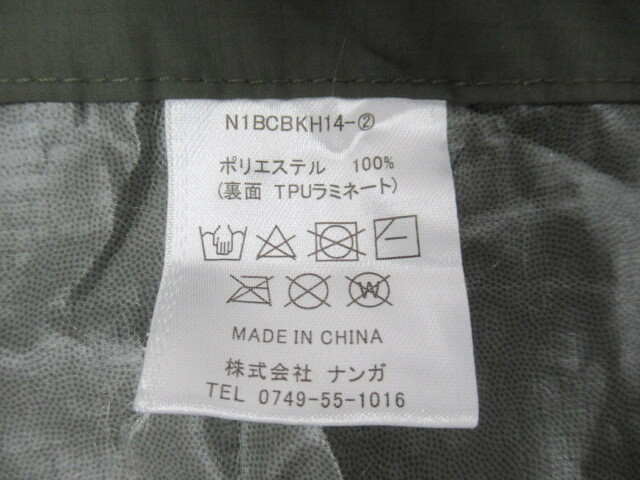 N1BCBKH14-②
ポリエステル 100%
(裏面 TPUラミネート)
W
MADE IN CHINA
株式会社 ナンガ
TEL 0749-55-1016